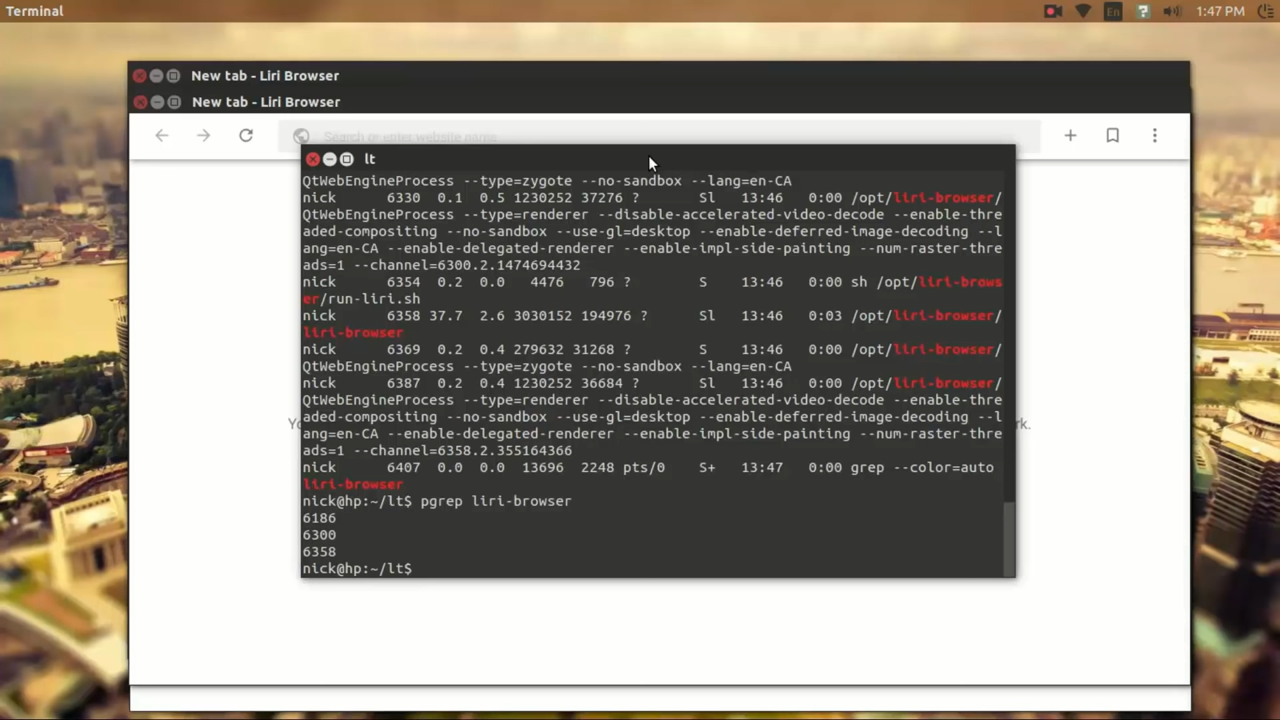 Terminal
En
1:47 PM
New tab - Liri Browser
New tab - Liri Browser
Search or enter website name
lt
QtWebEngineProcess --type=zygote --no-sandbox --lang=en-CA
nick 6330 0.1 0.5 1230252 37276 ? Sl 13:46 0:00 /opt/liri-browser/
QtWebEngineProcess --type=renderer --disable-accelerated-video-decode --enable-thre
aded-compositing --no-sandbox --use-gl=desktop --enable-deferred-image-decoding --l
ang=en-CA --enable-delegated-renderer --enable-impl-side-painting --num-raster-thre
ads=1 --channel=6300.2.1474694432
nick 6354 0.2 0.0 4476 796 ? S 13:46 0:00 sh /opt/liri-brows
er/run-liri.sh
nick 6358 37.7 2.6 3030152 194976 ? Sl 13:46 0:03 /opt/liri-browser/
liri-browser
nick 6369 0.2 0.4 279632 31268 ? S 13:46 0:00 /opt/liri-browser/
QtWebEngineProcess --type=zygote --no-sandbox --lang=en-CA
nick 6387 0.2 0.4 1230252 36684 ? Sl 13:46 0:00 /opt/liri-browser/
QtWebEngineProcess --type=renderer --disable-accelerated-video-decode --enable-thre
aded-compositing --no-sandbox --use-gl=desktop --enable-deferred-image-decoding --l
ang=en-CA --enable-delegated-renderer --enable-impl-side-painting --num-raster-thre
ads=1 --channel=6358.2.355164366
nick 6407 0.0 0.0 13696 2248 pts/0 S+ 13:47 0:00 grep --color=auto
liri-browser
nick@hp:~/lt$ pgrep liri-browser
6186
6300
6358
nick@hp:~/lt$